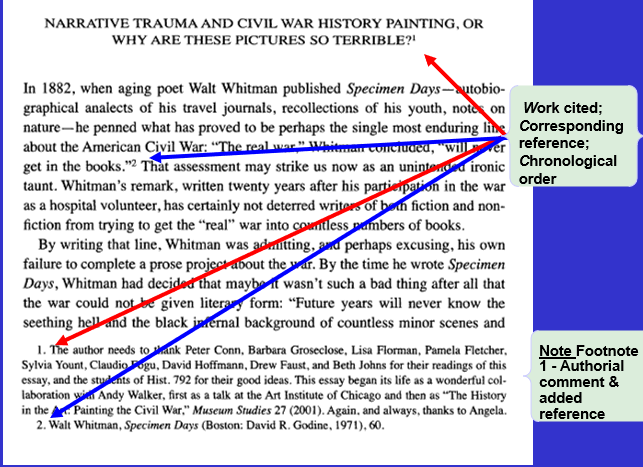 NARRATIVE TRAUMA AND CIVIL WAR HISTORY PAINTING, OR
WHY ARE THESE PICTURES SO TERRIBLE?¹
In 1882, when aging poet Walt Whitman published Specimen Days—autobio-
graphical analects of his travel journals, recollections of his youth, notes on
nature—he penned what has proved to be perhaps the single most enduring line
about the American Civil War: “The real war,” Whitman concluded, “will never
get in the books.”² That assessment may strike us now as an unintended ironic
taunt. Whitman’s remark, written twenty years after his participation in the war
as a hospital volunteer, has certainly not deterred writers of both fiction and non-
fiction from trying to get the “real” war into countless numbers of books.
By writing that line, Whitman was admitting, and perhaps excusing, his own
failure to complete a prose project about the war. By the time he wrote Specimen
Days, Whitman had decided that maybe it wasn’t such a bad thing after all that
the war could not be given literary form: “Future years will never know the
seething hell and the black infernal background of countless minor scenes and
1. The author needs to thank Peter Conn, Barbara Groseclose, Lisa Florman, Pamela Fletcher,
Sylvia Yount, Claudio Fogu, David Hoffmann, Drew Faust, and Beth Johns for their readings of this
essay, and the students of Hist. 792 for their good ideas. This essay began its life as a wonderful col-
laboration with Andy Walker, first as a talk at the Art Institute of Chicago and then as “The History
in the Art: Painting the Civil War,” Museum Studies 27 (2001). Again, and always, thanks to Angela.
2. Walt Whitman, Specimen Days (Boston: David R. Godine, 1971), 60.
Work cited;
Corresponding
reference;
Chronological
order
Note Footnote
1 - Authorial
comment &
added
reference